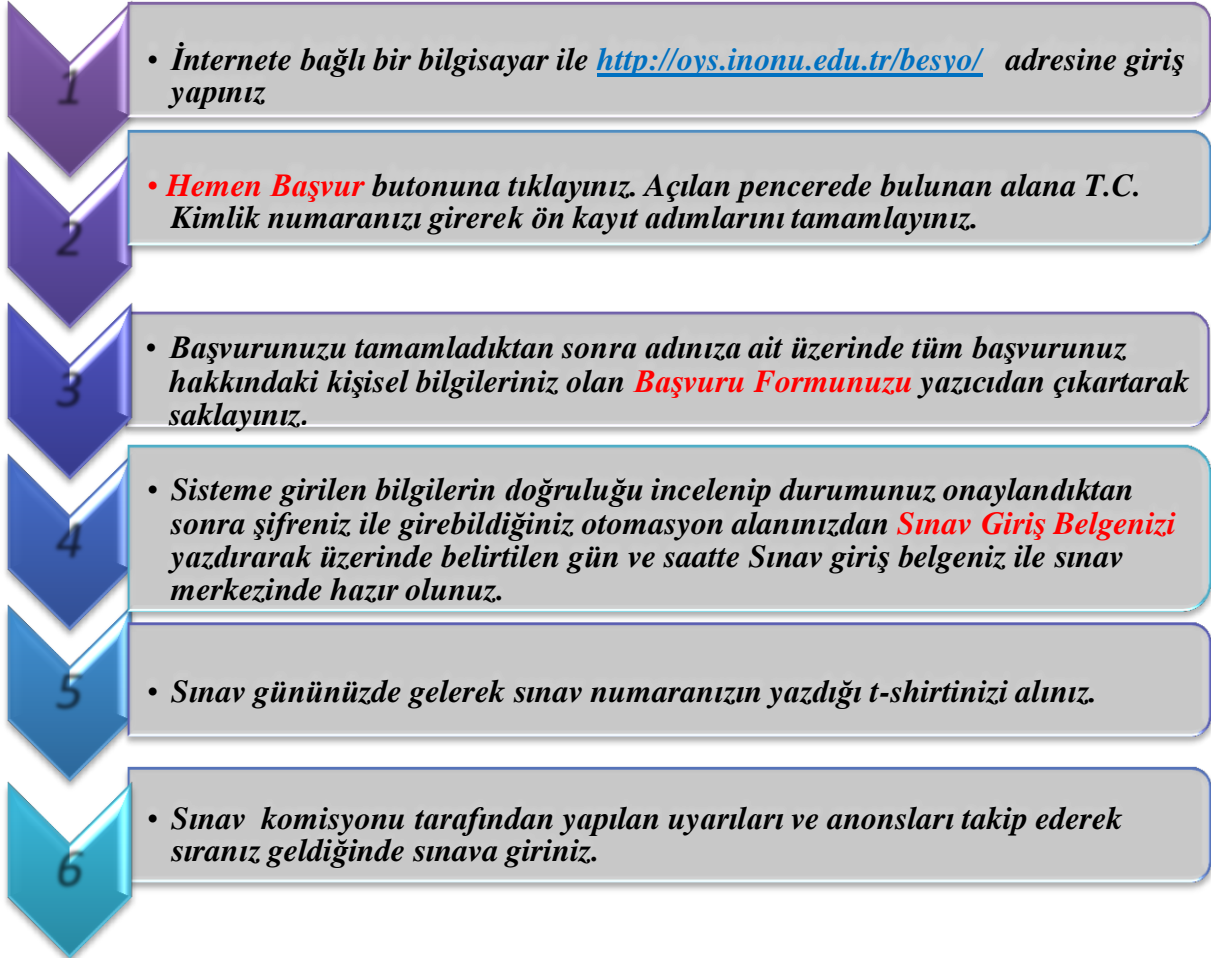 1
• İnternete bağlı bir bilgisayar ile http://oys.inonu.edu.tr/besyo/ adresine giriş
yapınız
2
• Hemen Başvur butonuna tıklayınız. Açılan pencerede bulunan alana T.C.
Kimlik numaranızı girerek ön kayıt adımlarını tamamlayınız.
3
• Başvurunuzu tamamladıktan sonra adınıza ait üzerinde tüm başvurunuz
hakkındaki kişisel bilgileriniz olan Başvuru Formunuzu yazıcıdan çıkartarak
saklayınız.
4
• Sisteme girilen bilgilerin doğruluğu incelenip durumunuz onaylandıktan
sonra şifreniz ile girebildiğiniz otomasyon alanınızdan Sınav Giriş Belgenizi
yazdırarak üzerinde belirtilen gün ve saatte Sınav giriş belgeniz ile sınav
merkezinde hazır olunuz.
5
• Sınav gününüzde gelerek sınav numaranızın yazdığı t-shirtinizi alınız.
6
• Sınav komisyonu tarafından yapılan uyarıları ve anonsları takip ederek
sıranız geldiğinde sınava giriniz.